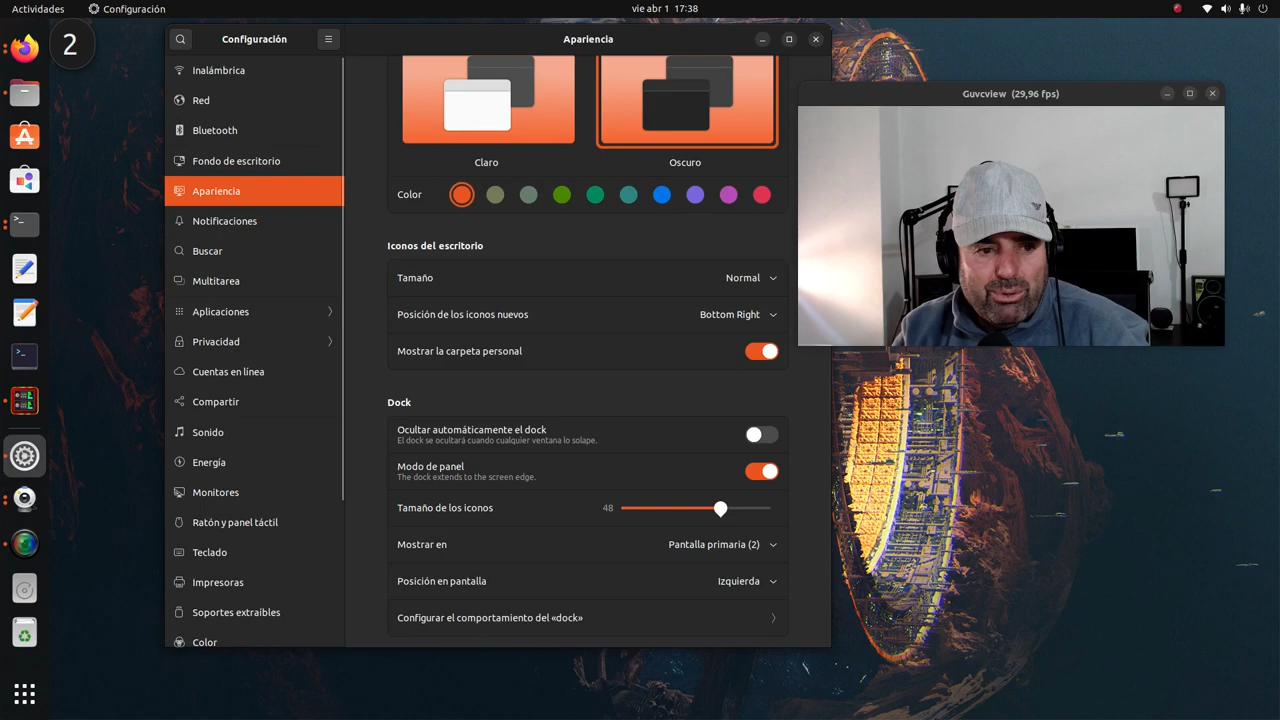 Actividades
Configuración
vie abr 1 17:38
2
Configuración
Apariencia
Inalámbrica
Red
Bluetooth
Fondo de escritorio
Apariencia
Notificaciones
Buscar
Multitarea
Aplicaciones
Privacidad
Cuentas en línea
Compartir
Sonido
Energía
Monitores
Ratón y panel táctil
Teclado
Impresoras
Soportes extraíbles
Color
Claro
Oscuro
Color
Iconos del escritorio
Tamaño
Normal
Posición de los iconos nuevos
Bottom Right
Mostrar la carpeta personal
Dock
Ocultar automáticamente el dock
El dock se ocultará cuando cualquier ventana lo solape.
Modo de panel
The dock extends to the screen edge.
Tamaño de los iconos
48
Mostrar en
Pantalla primaria (2)
Posición en pantalla
Izquierda
Configurar el comportamiento del «dock»
Guvcview (29,96 fps)